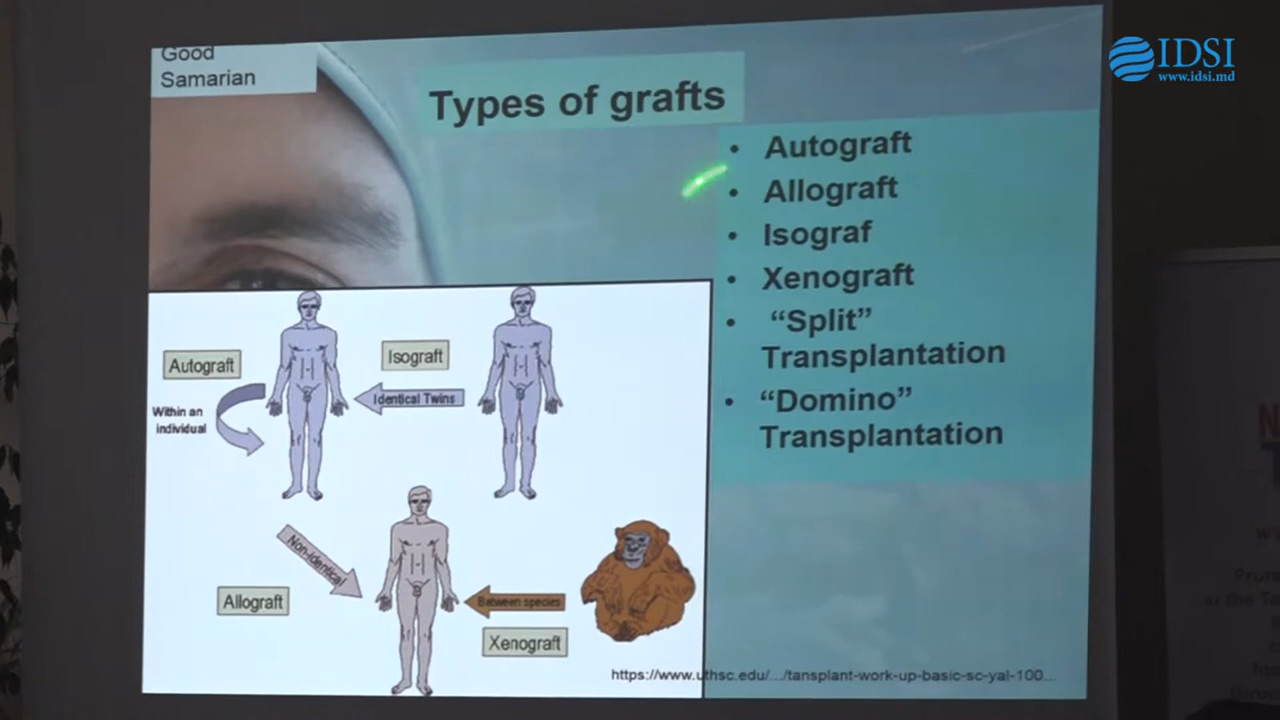 Good
Samarian
Types of grafts
• Autograft
• Allograft
• Isograf
• Xenograft
• “Split”
Transplantation
• “Domino”
Transplantation
Autograft
Within an
individual
Isograft
Identical Twins
Non-identical
Allograft
Between species
Xenograft
https://www.uthsc.edu/.../tansplant-work-up-basic-sc-yal-100...
IDSI
www.idsi.md